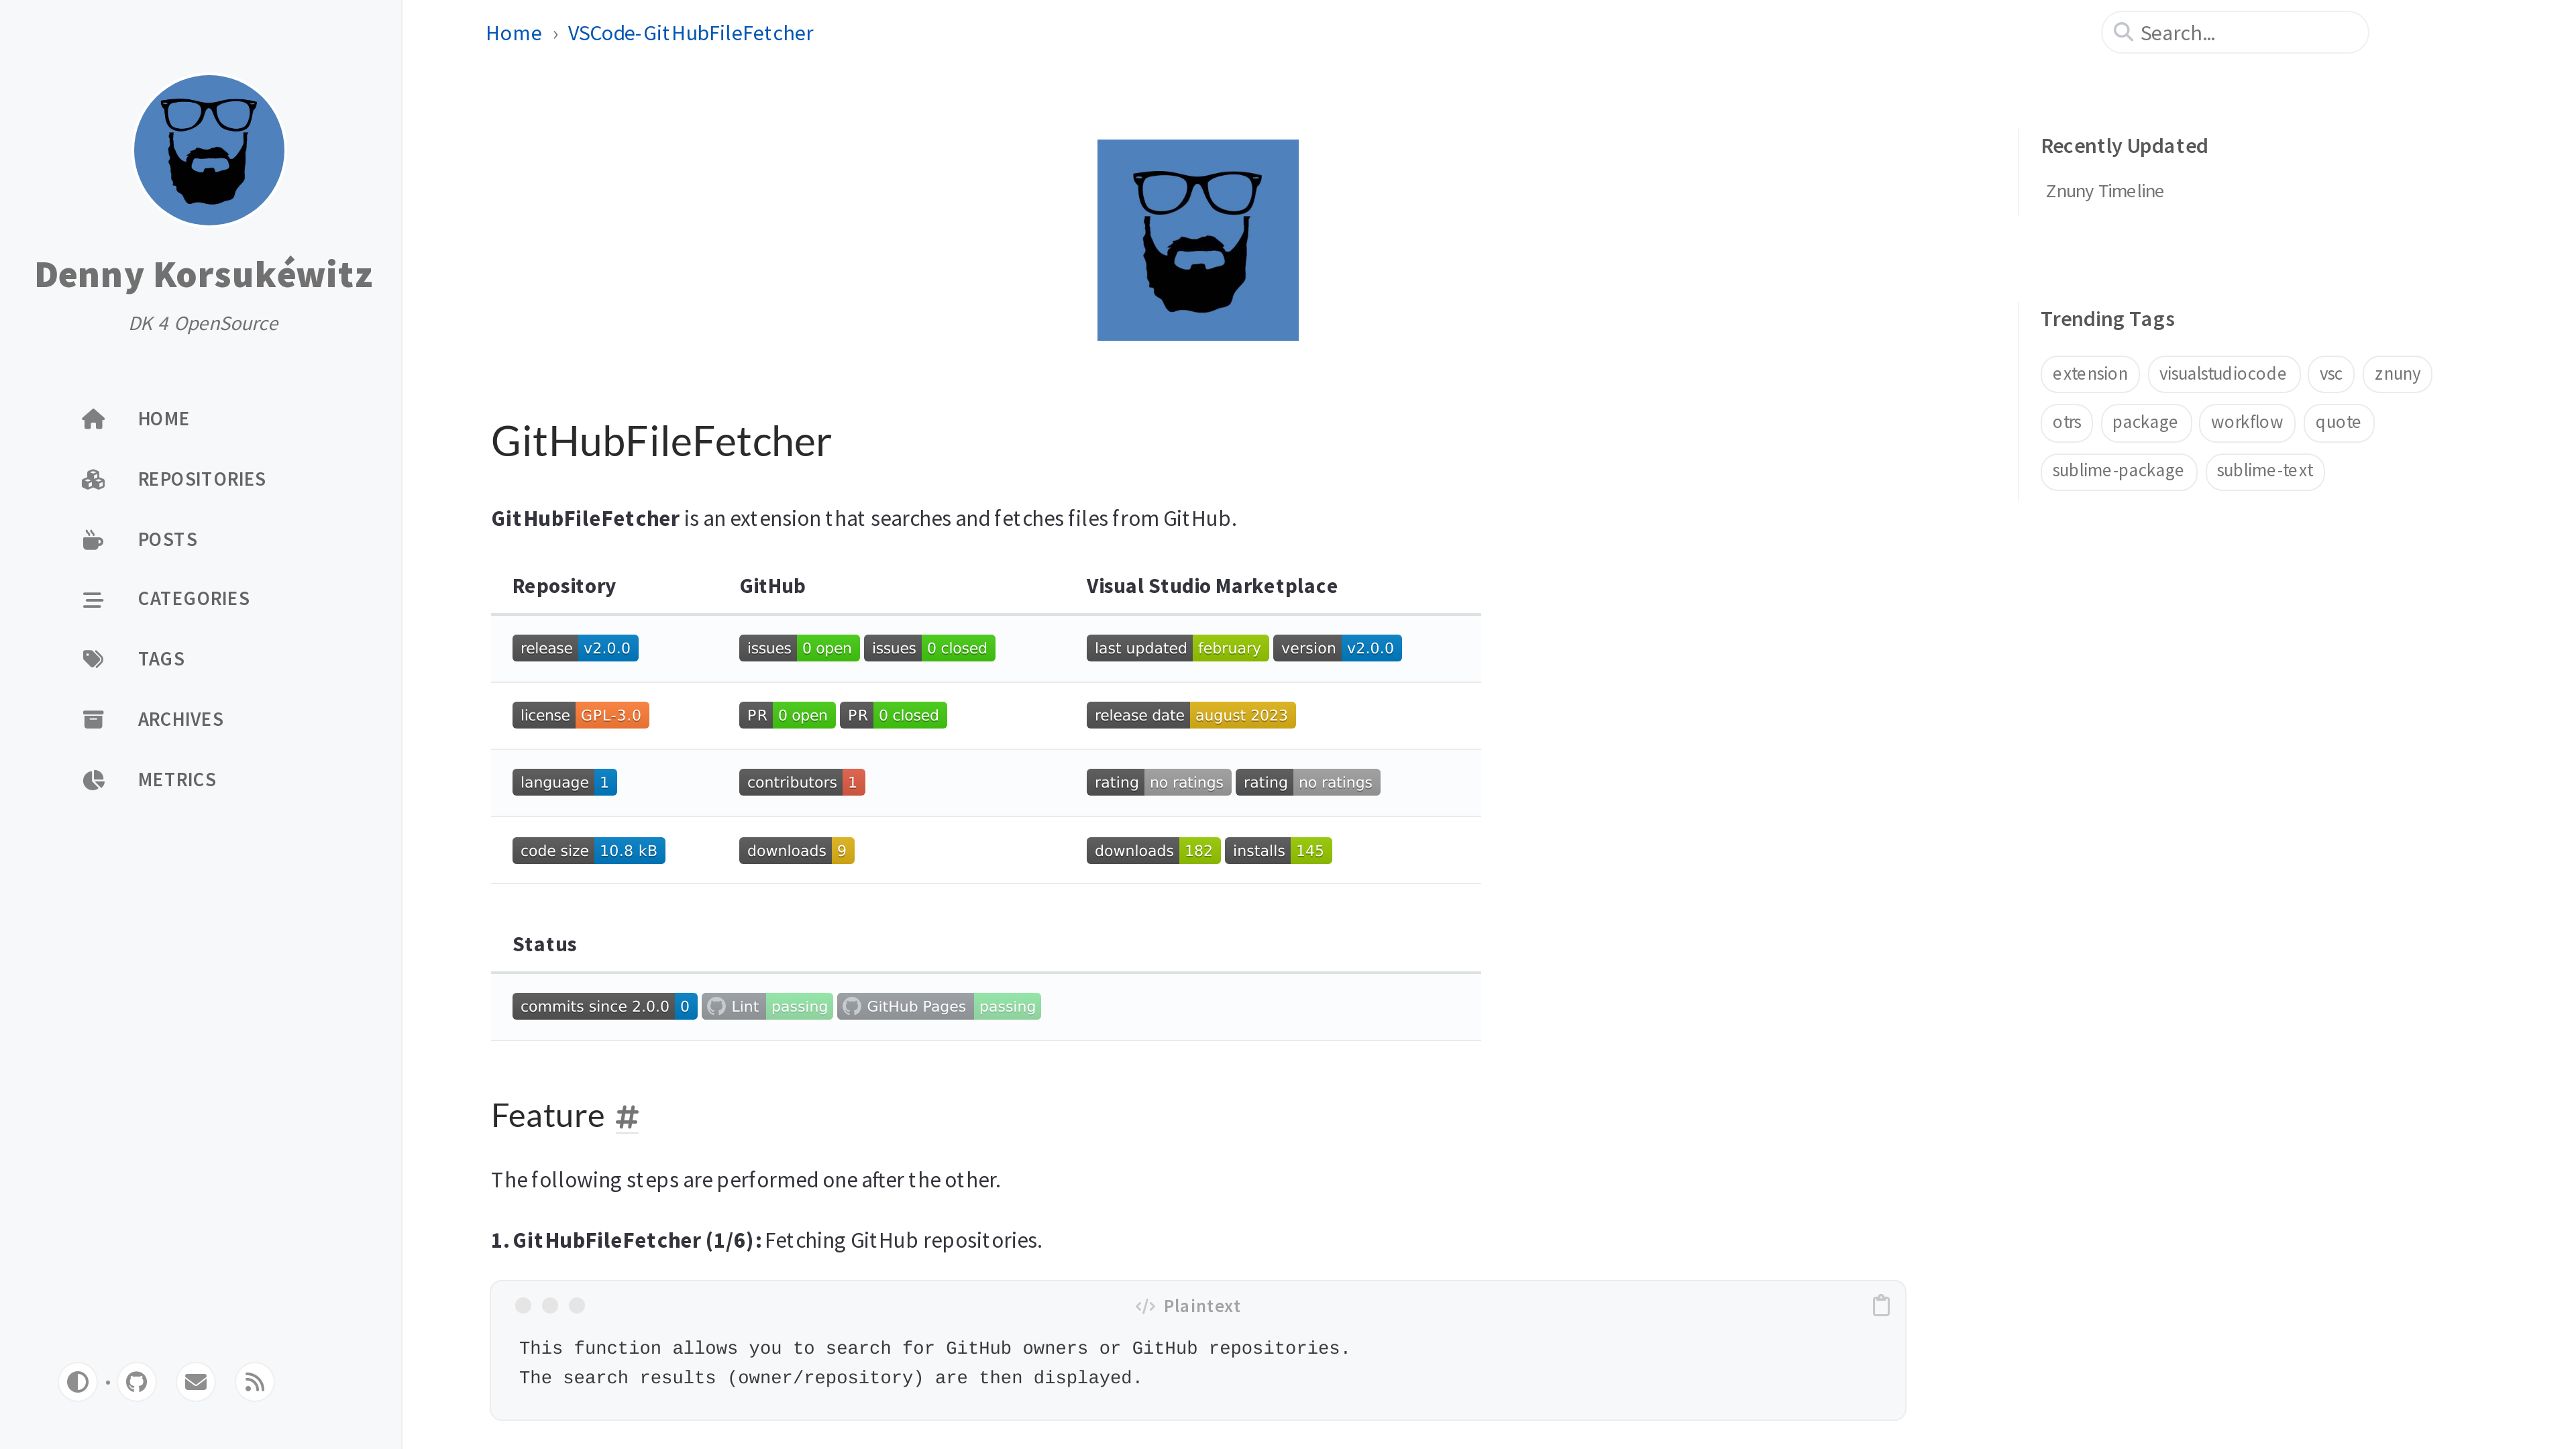 Denny Korsukéwitz
DK 4 OpenSource
HOME
REPOSITORIES
POSTS
CATEGORIES
TAGS
ARCHIVES
METRICS
Home › VSCode-GitHubFileFetcher
Search...
GitHubFileFetcher
GitHubFileFetcher is an extension that searches and fetches files from GitHub.
Repository GitHub Visual Studio Marketplace
release v2.0.0 issues 0 open issues 0 closed last updated february version v2.0.0
license GPL-3.0 PR 0 open PR 0 closed release date august 2023
language 1 contributors 1 rating no ratings rating no ratings
code size 10.8 kB downloads 9 downloads 182 installs 145
Status
commits since 2.0.0 0 Lint passing GitHub Pages passing
Feature #
The following steps are performed one after the other.
1. GitHubFileFetcher (1/6): Fetching GitHub repositories.
Plaintext
This function allows you to search for GitHub owners or GitHub repositories.
The search results (owner/repository) are then displayed.
Recently Updated
Znuny Timeline
Trending Tags
extension visualstudiocode vsc znuny
otrs package workflow quote
sublime-package sublime-text